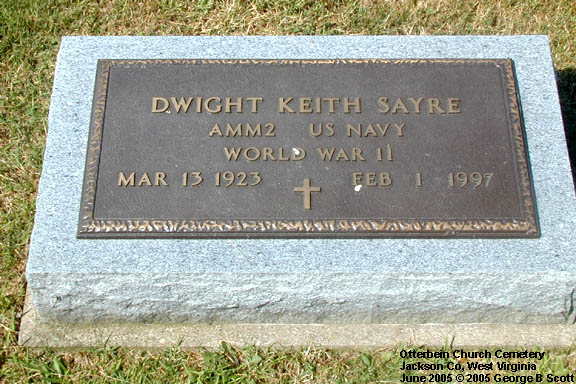 DWIGHT KEITH SAYRE
AMM2 US NAVY
WORLD WAR II
MAR 13 1923 FEB 1 1997
Otterbein Church Cemetery
Jackson Co, West Virginia
June 2005 © 2005 George B Scott